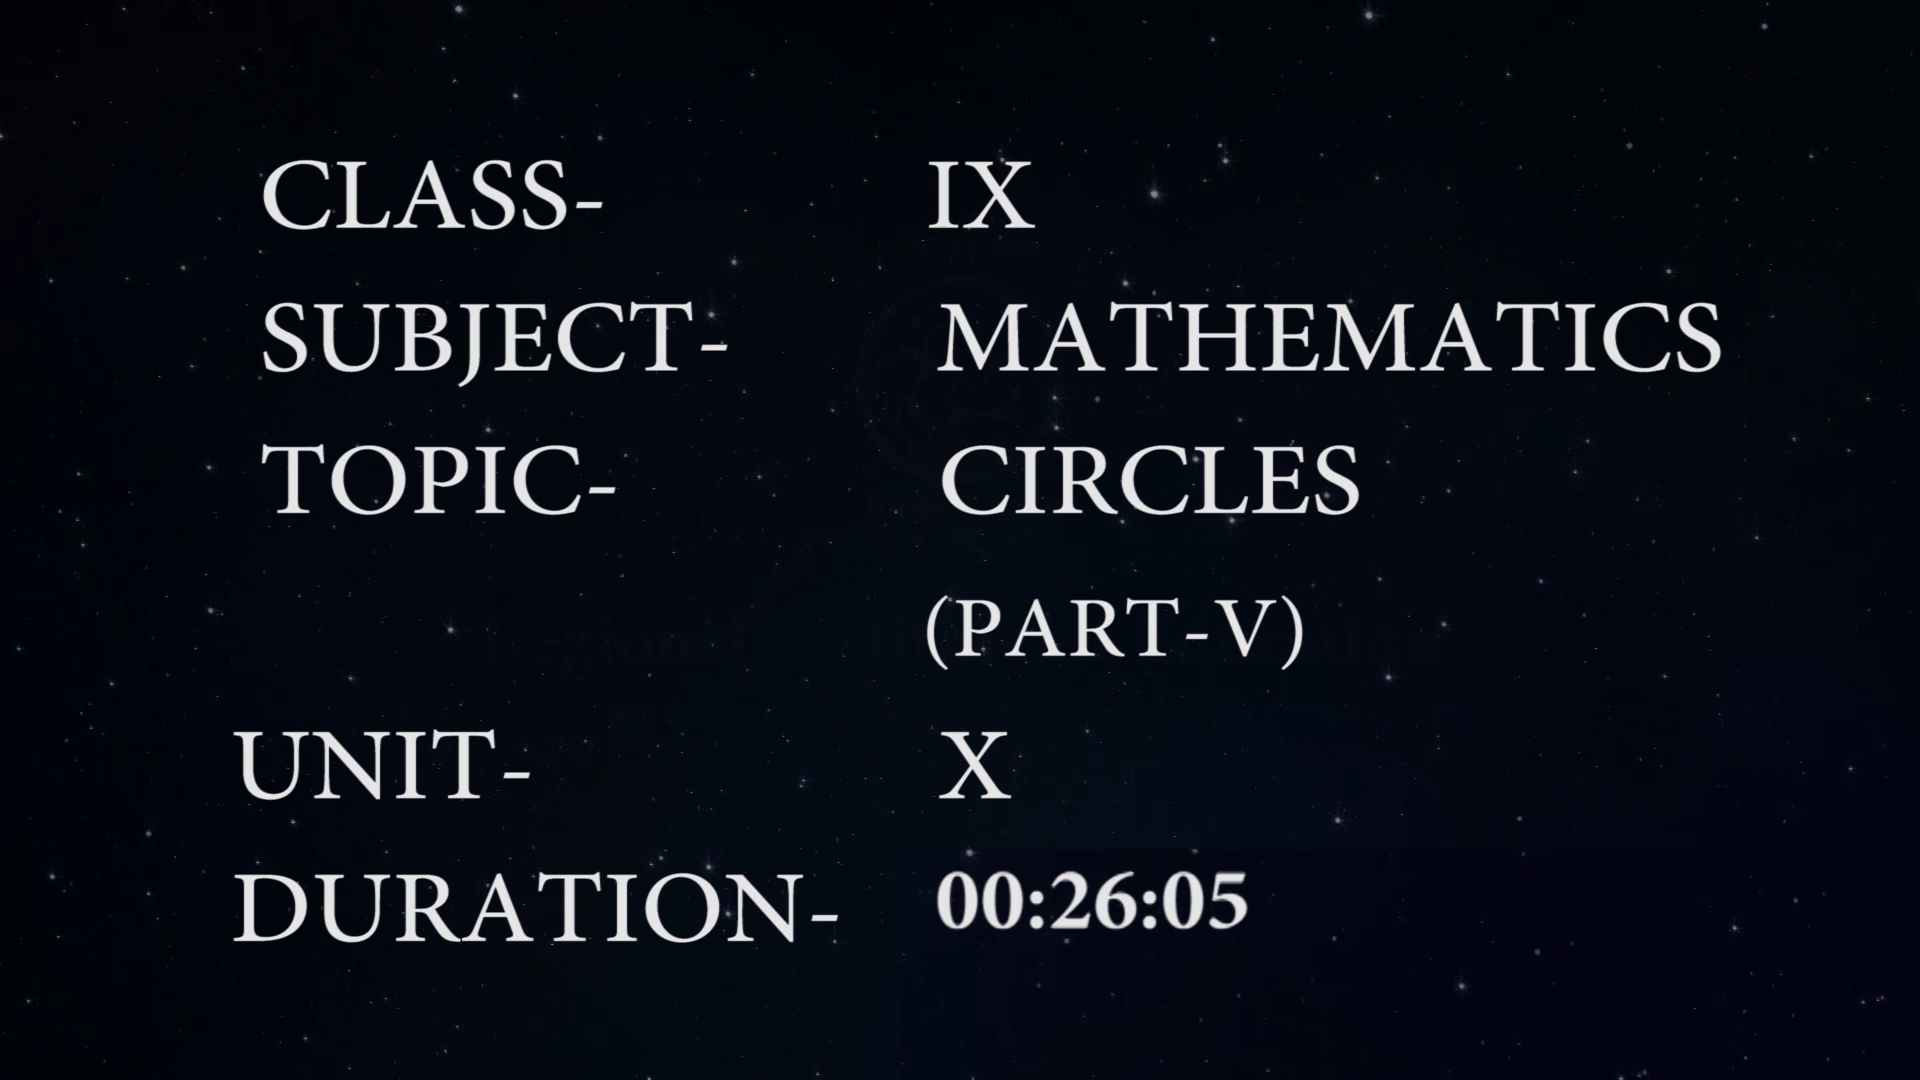 CLASS- IX
SUBJECT- MATHEMATICS
TOPIC- CIRCLES
(PART-V)
UNIT- X
DURATION- 00:26:05